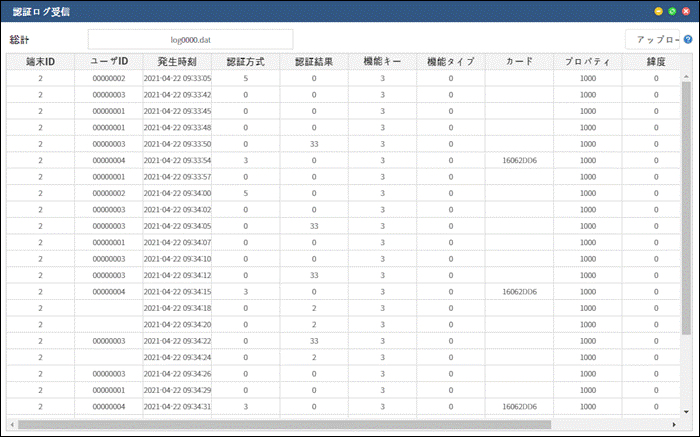 認証ログ受信
総計 log0000.dat アップロー
端末ID ユーザID 発生時刻 認証方式 認証結果 機能キー 機能タイプ カード プロパティ 緯度
2 00000002 2021-04-22 09:33:05 5 0 3 0 1000 0
2 00000003 2021-04-22 09:33:42 0 0 3 0 1000 0
2 00000001 2021-04-22 09:33:45 0 0 3 0 1000 0
2 00000001 2021-04-22 09:33:48 0 0 3 0 1000 0
2 00000003 2021-04-22 09:33:50 0 33 3 0 1000 0
2 00000004 2021-04-22 09:33:54 3 0 3 0 16062DD6 1000 0
2 00000001 2021-04-22 09:33:57 0 0 3 0 1000 0
2 00000002 2021-04-22 09:34:00 5 0 3 0 1000 0
2 00000003 2021-04-22 09:34:02 0 0 3 0 1000 0
2 00000003 2021-04-22 09:34:05 0 33 3 0 1000 0
2 00000001 2021-04-22 09:34:07 0 0 3 0 1000 0
2 00000003 2021-04-22 09:34:10 0 0 3 0 1000 0
2 00000003 2021-04-22 09:34:12 0 33 3 0 1000 0
2 00000004 2021-04-22 09:34:15 3 0 3 0 16062DD6 1000 0
2 2021-04-22 09:34:18 0 2 3 0 1000 0
2 2021-04-22 09:34:20 0 2 3 0 1000 0
2 00000003 2021-04-22 09:34:22 0 33 3 0 1000 0
2 2021-04-22 09:34:24 0 2 3 0 1000 0
2 00000003 2021-04-22 09:34:26 0 0 3 0 1000 0
2 00000001 2021-04-22 09:34:29 0 0 3 0 1000 0
2 00000004 2021-04-22 09:34:31 3 0 3 0 16062DD6 1000 0